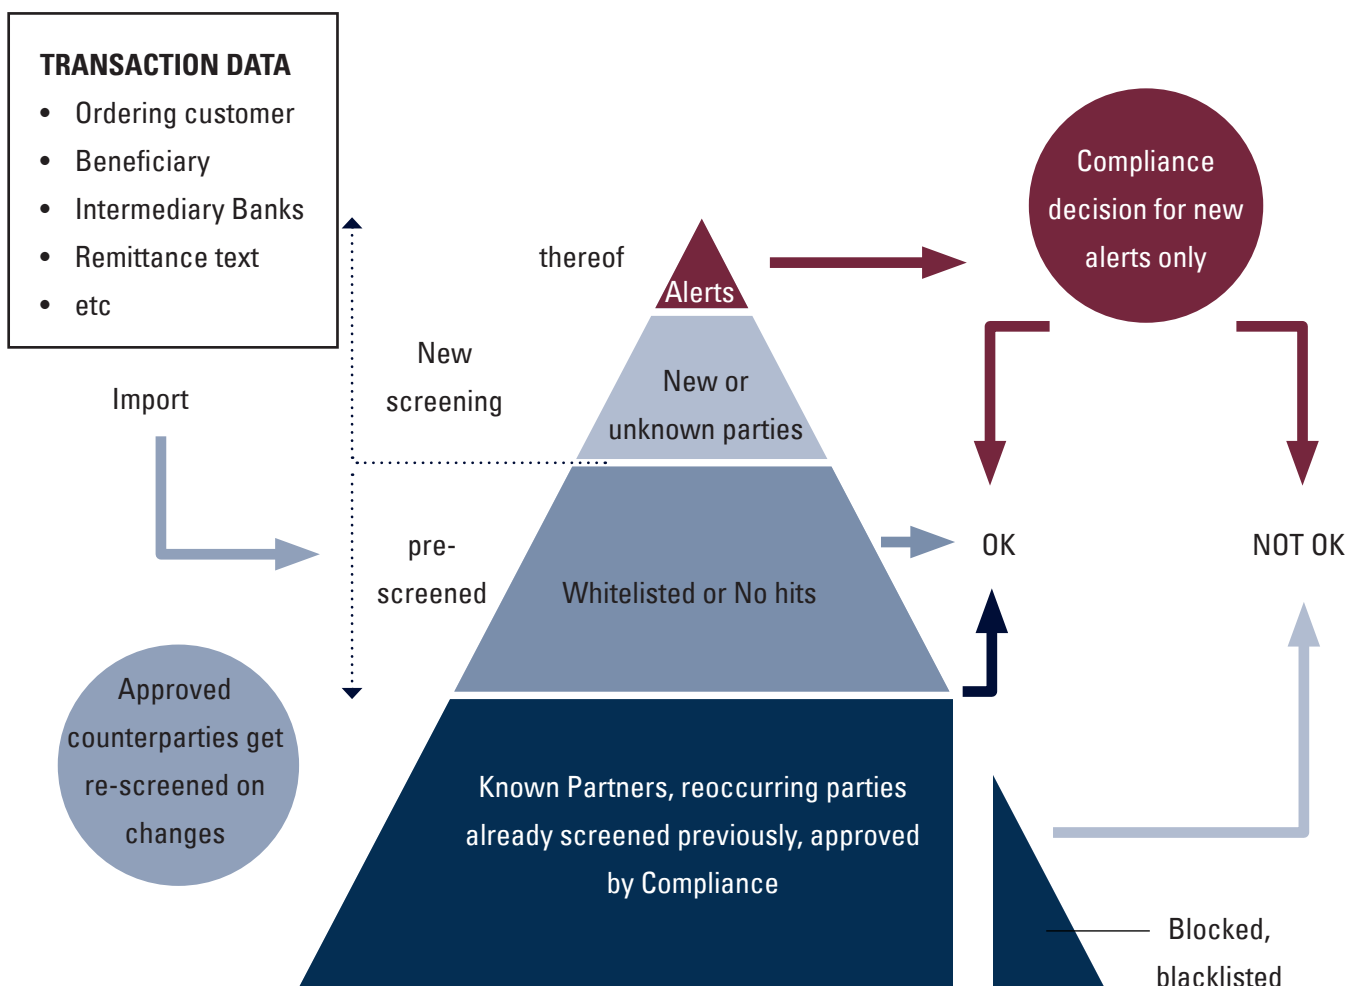 TRANSACTION DATA
• Ordering customer
• Beneficiary
• Intermediary Banks
• Remittance text
• etc
Import
Approved
counterparties get
re-screened on
changes
New
screening
pre-
screened
thereof
Alerts
New or
unknown parties
Whitelisted or No hits
Known Partners, reoccurring parties
already screened previously, approved
by Compliance
Compliance
decision for new
alerts only
OK
NOT OK
Blocked,
blacklisted